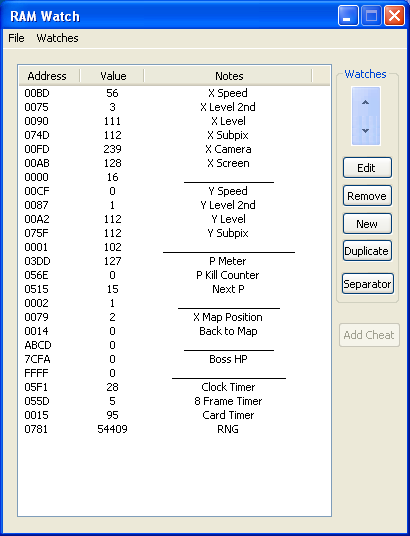 RAM Watch
File Watches
Address Value Notes
00BD 56 X Speed
0075 3 X Level 2nd
0090 111 X Level
074D 112 X Subpix
00FD 239 X Camera
00AB 128 X Screen
0000 16 _______________
00CF 0 Y Speed
0087 1 Y Level 2nd
00A2 112 Y Level
075F 112 Y Subpix
0001 102 ______________________
03DD 127 P Meter
056E 0 P Kill Counter
0515 15 Next P
0002 1 _________________
0079 2 X Map Position
0014 0 Back to Map
ABCD 0 _______________
7CFA 0 Boss HP
FFFF 0 ___________________
05F1 28 Clock Timer
055D 5 8 Frame Timer
0015 95 Card Timer
0781 54409 RNG
Watches
Edit
Remove
New
Duplicate
Separator
Add Cheat